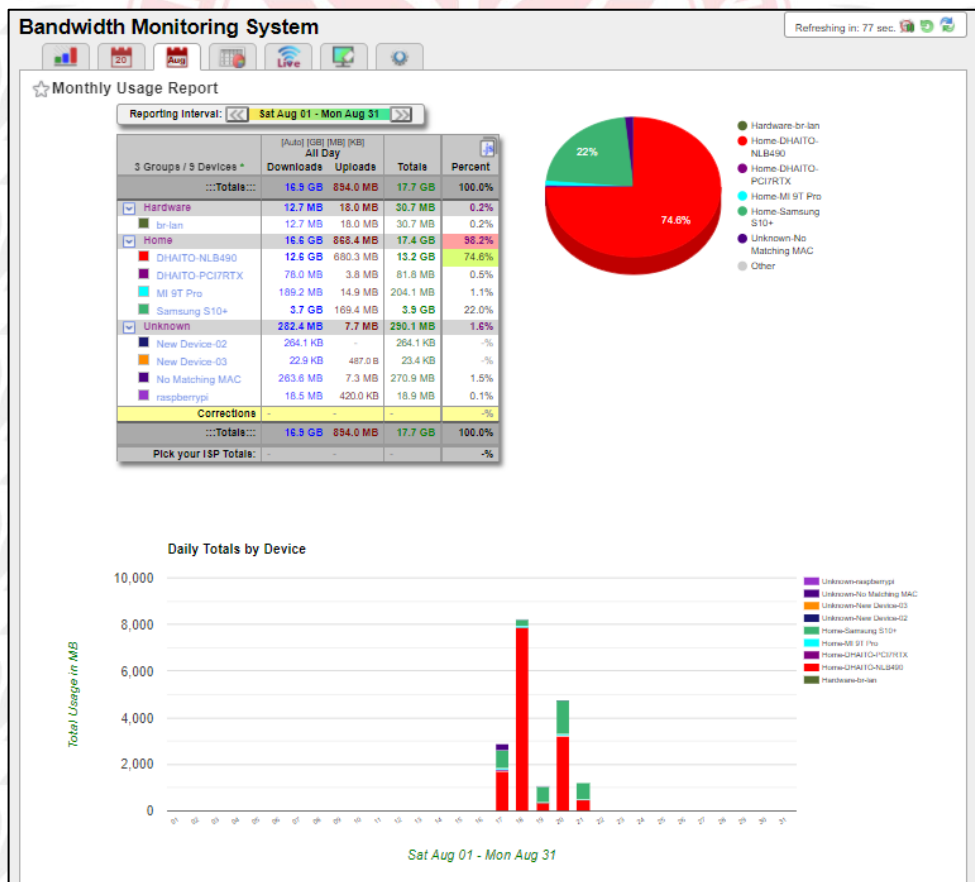 Bandwidth Monitoring System
Refreshing in: 77 sec.
20
Aug
Live
Monthly Usage Report
Reporting Interval: Sat Aug 01 - Mon Aug 31
[Auto] [GB] [MB] [KB]
All Day
3 Groups / 9 Devices Downloads Uploads Totals Percent
:::Totals::: 16.9 GB 894.0 MB 17.7 GB 100.0%
Hardware 12.7 MB 18.0 MB 30.7 MB 0.2%
br-lan 12.7 MB 18.0 MB 30.7 MB 0.2%
Home 16.6 GB 868.4 MB 17.4 GB 98.2%
DHAITO-NLB490 12.6 GB 680.3 MB 13.2 GB 74.6%
DHAITO-PCI7RTX 78.0 MB 3.8 MB 81.8 MB 0.5%
MI 9T Pro 189.2 MB 14.9 MB 204.1 MB 1.1%
Samsung S10+ 3.7 GB 169.4 MB 3.9 GB 22.0%
Unknown 282.4 MB 7.7 MB 290.1 MB 1.6%
New Device-02 264.1 KB - 264.1 KB -%
New Device-03 22.9 KB 487.0 B 23.4 KB -%
No Matching MAC 263.6 MB 7.3 MB 270.9 MB 1.5%
raspberrypi 18.5 MB 420.0 KB 18.9 MB 0.1%
Corrections - - - -%
:::Totals::: 16.9 GB 894.0 MB 17.7 GB 100.0%
Pick your ISP Totals: - - - -%
22%
74.6%
Hardware-br-lan
Home-DHAITO-
NLB490
Home-DHAITO-
PCI7RTX
Home-MI 9T Pro
Home-Samsung
S10+
Unknown-No
Matching MAC
Other
Daily Totals by Device
Total Usage in MB
10,000
8,000
6,000
4,000
2,000
0
01 02 03 04 05 06 07 08 09 10 11 12 13 14 15 16 17 18 19 20 21 22 23 24 25 26 27 28 29 30 31
Sat Aug 01 - Mon Aug 31
Unknown-raspberrypi
Unknown-No Matching MAC
Unknown-New Device-03
Unknown-New Device-02
Home-Samsung S10+
Home-MI 9T Pro
Home-DHAITO-PCI7RTX
Home-DHAITO-NLB490
Hardware-br-lan